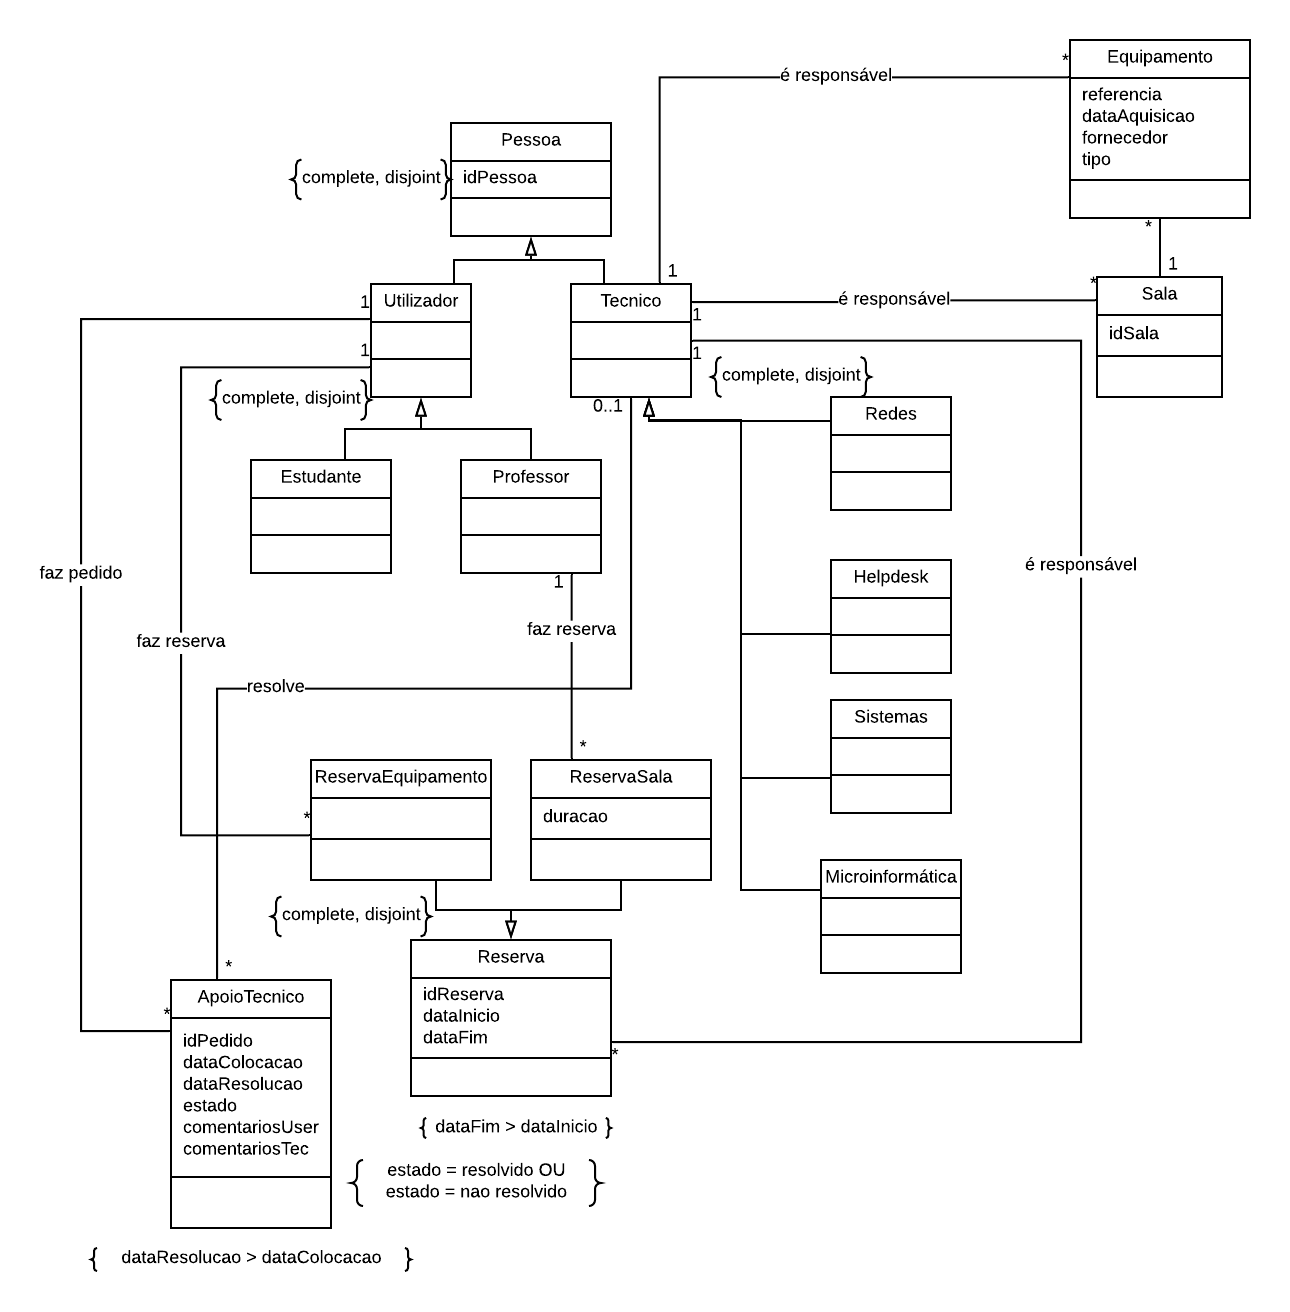 Equipamento
referencia
dataAquisicao
fornecedor
tipo
*
é responsável
Pessoa
idPessoa
complete, disjoint
*
1
1
Utilizador
1
1
Tecnico
1
1
0..1
é responsável
*
Sala
idSala
complete, disjoint
complete, disjoint
Redes
Estudante
Professor
1
é responsável
faz pedido
Helpdesk
faz reserva
faz reserva
resolve
Sistemas
*
ReservaEquipamento
*
ReservaSala
duracao
Microinformática
complete, disjoint
Reserva
idReserva
dataInicio
dataFim
*
*
*
ApoioTecnico
idPedido
dataColocacao
dataResolucao
estado
comentariosUser
comentariosTec
{ dataFim > dataInicio }
estado = resolvido OU
estado = nao resolvido
{ dataResolucao > dataColocacao }